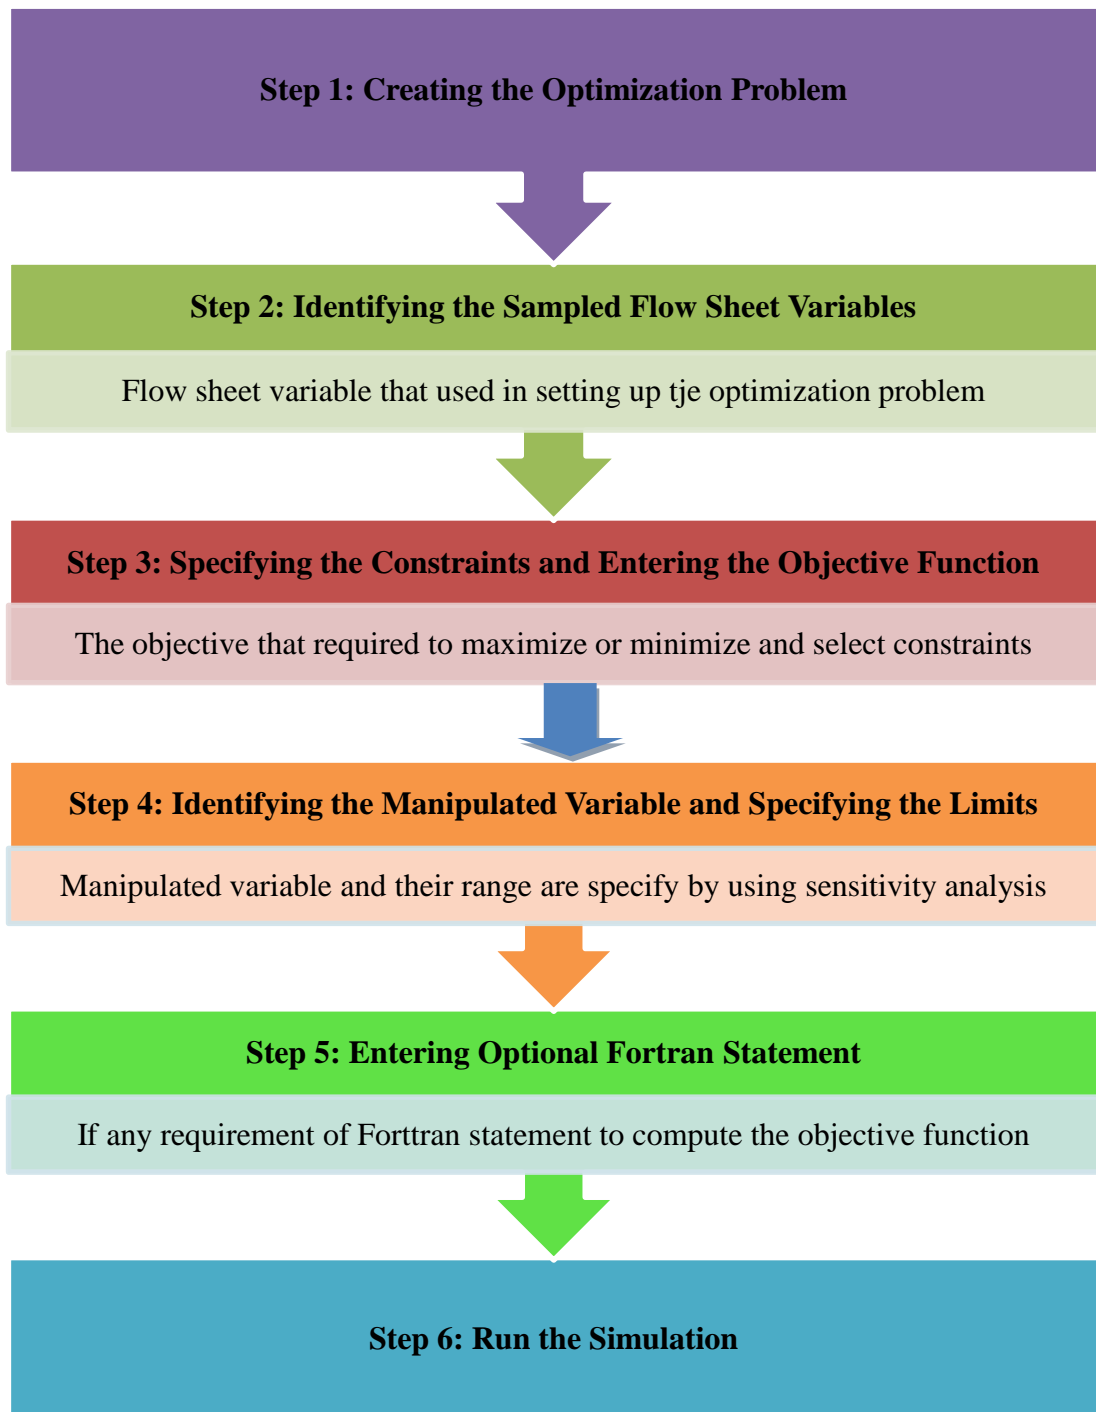 Step 1: Creating the Optimization Problem
Step 2: Identifying the Sampled Flow Sheet Variables
Flow sheet variable that used in setting up tje optimization problem
Step 3: Specifying the Constraints and Entering the Objective Function
The objective that required to maximize or minimize and select constraints
Step 4: Identifying the Manipulated Variable and Specifying the Limits
Manipulated variable and their range are specify by using sensitivity analysis
Step 5: Entering Optional Fortran Statement
If any requirement of Forttran statement to compute the objective function
Step 6: Run the Simulation